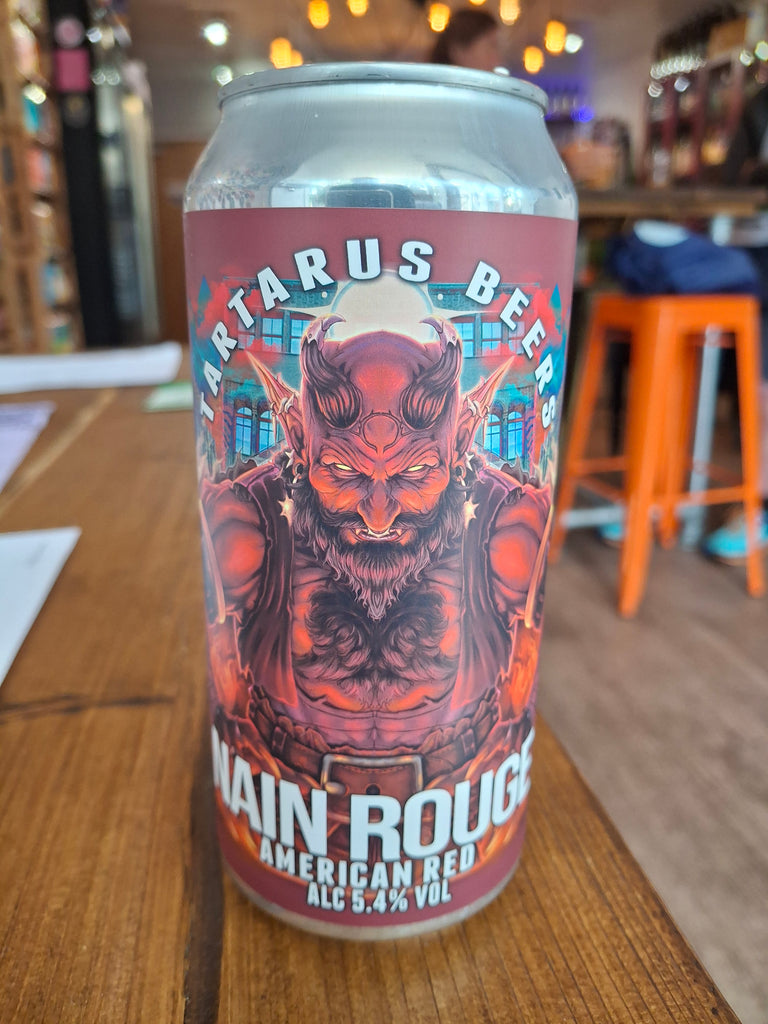 TARTARUS BEERS
NAIN ROUGE
AMERICAN RED
ALC 5.4% VOL